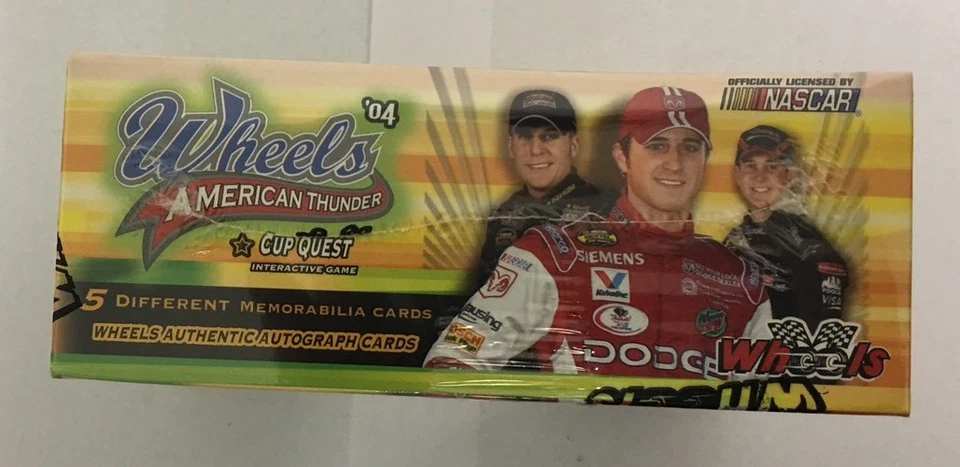 Wheels '04
AMERICAN THUNDER
CUP QUEST
INTERACTIVE GAME
5 DIFFERENT MEMORABILIA CARDS
WHEELS AUTHENTIC AUTOGRAPH CARDS
OFFICIALLY LICENSED BY
NASCAR
SIEMENS
Valvoline
DODGE
VISA
Wheels